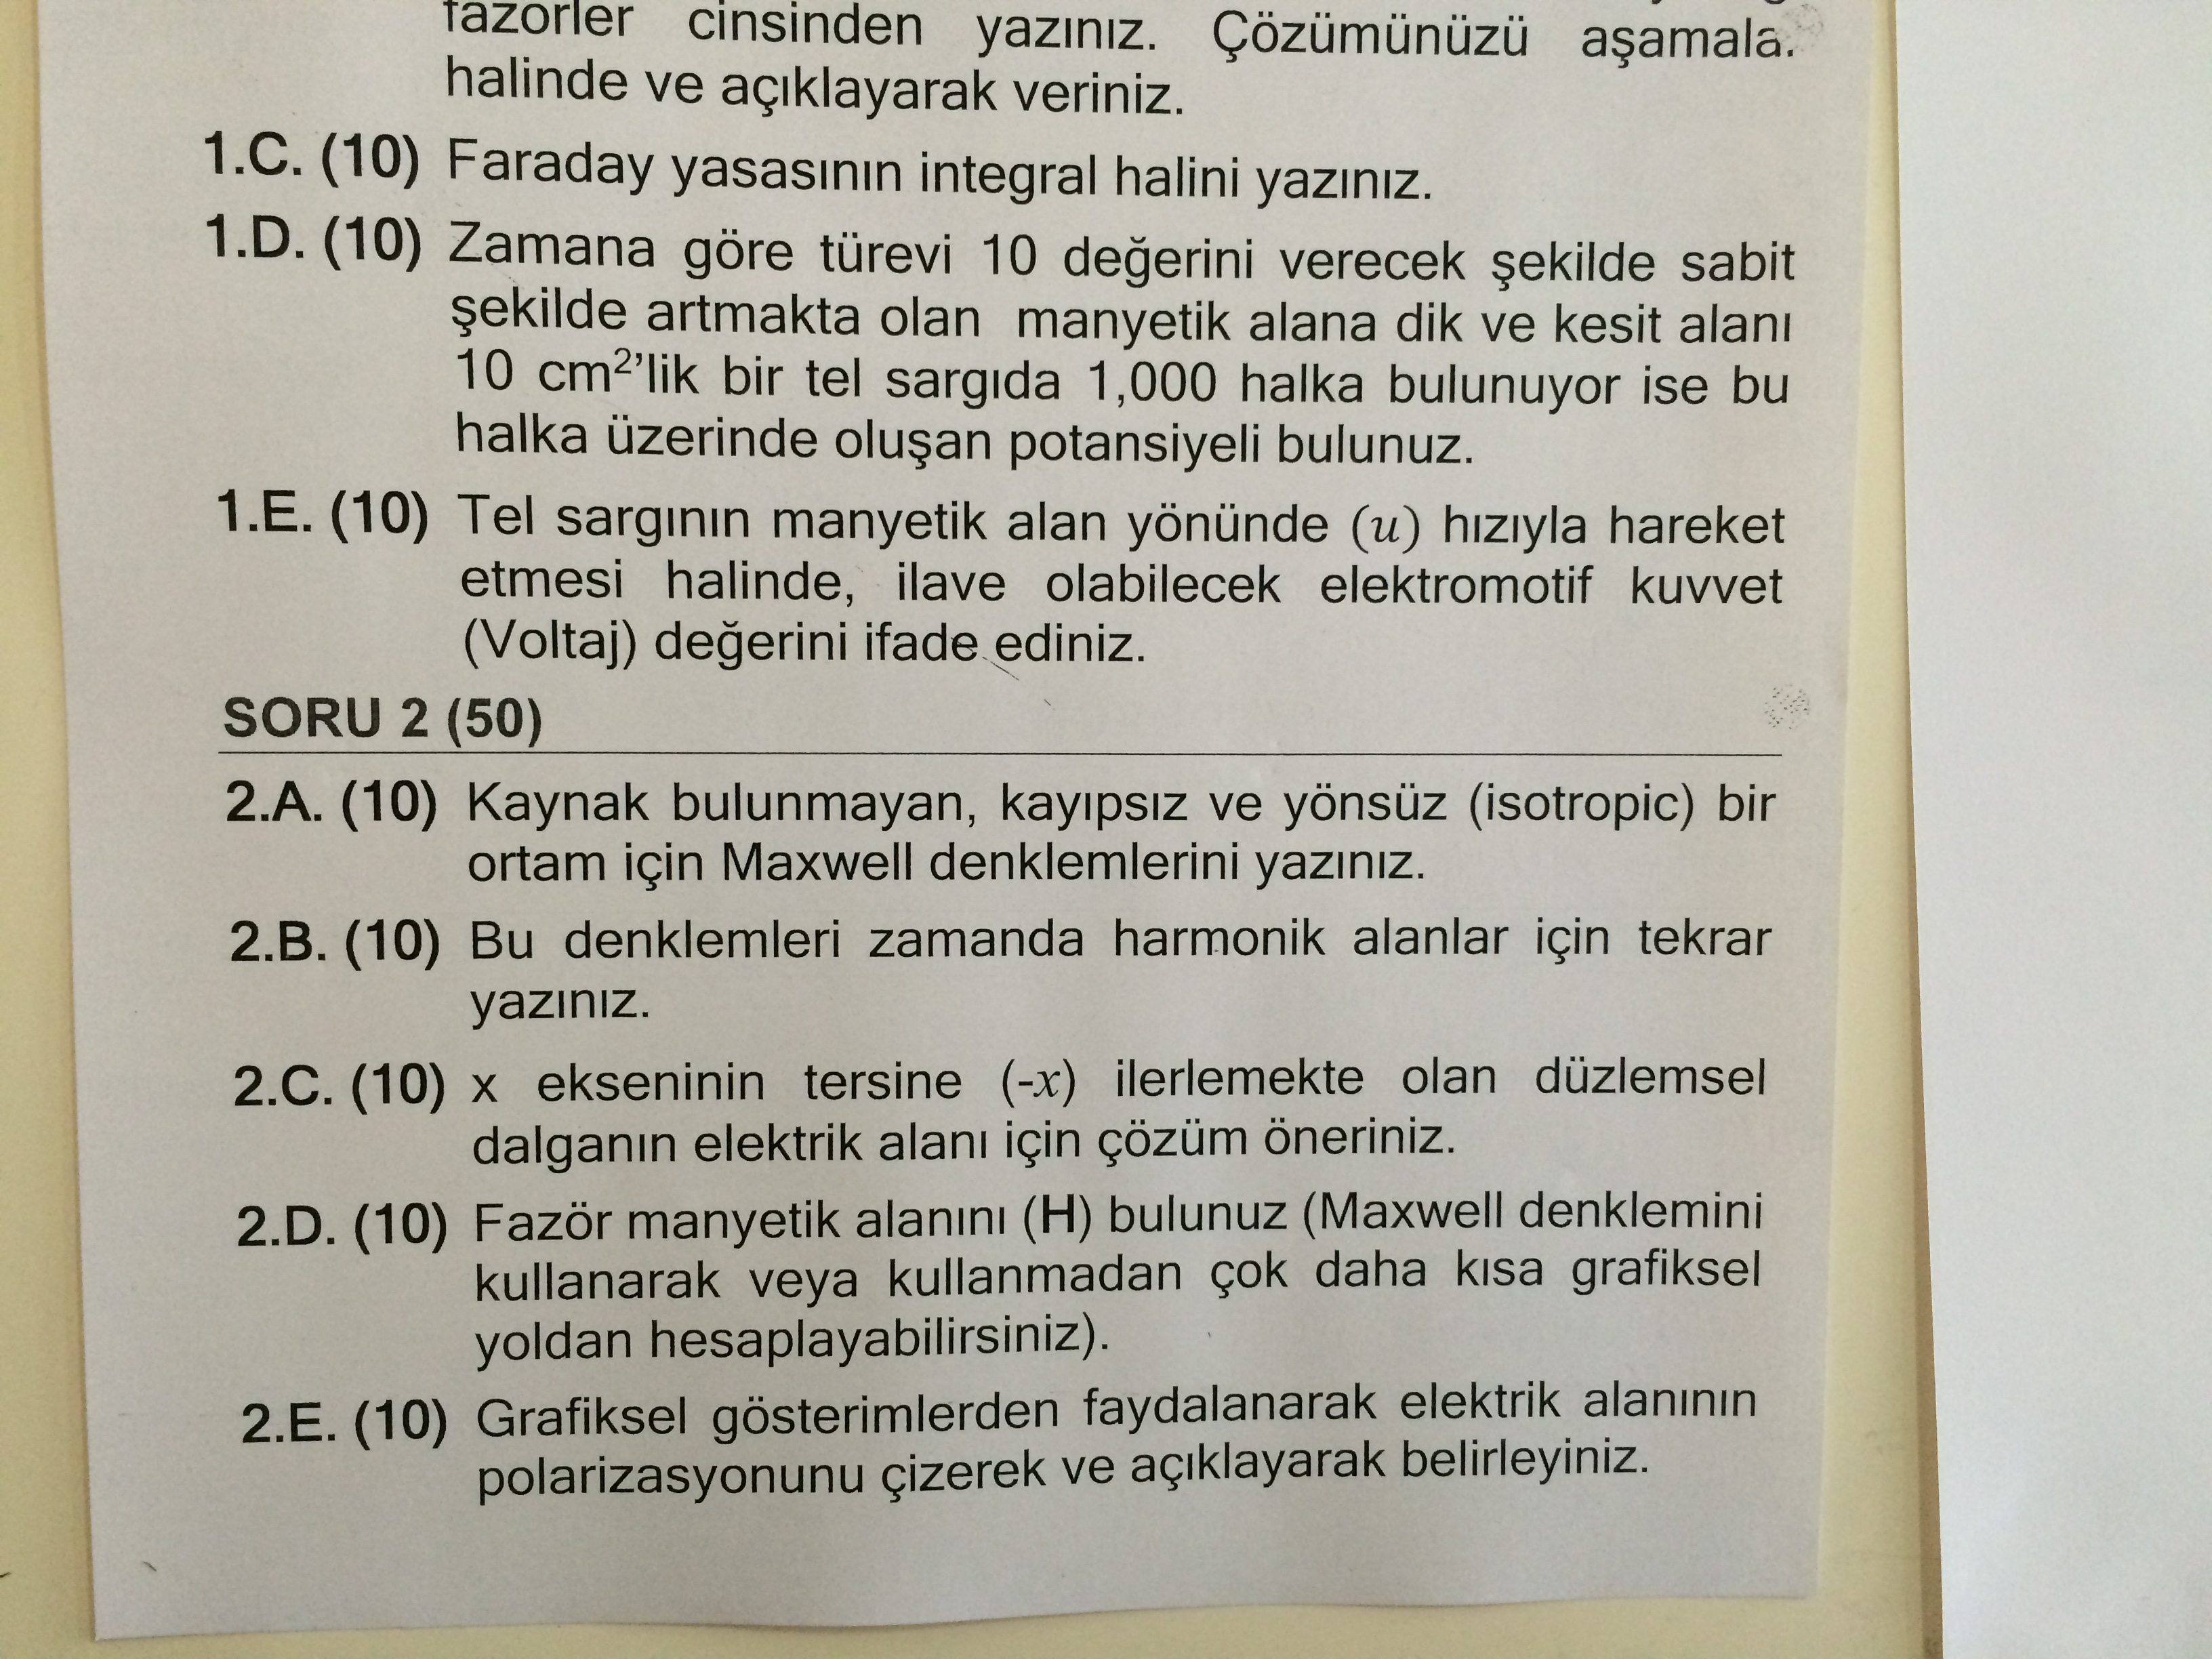 fazörler cinsinden yazınız. Çözümünüzü
halinde ve açıklayarak veriniz.
1.C. (10) Faraday yasasının integral halini yazınız.
1.D. (10) Zamana göre türevi 10 değerini verecek şekilde sabit
şekilde artmakta olan manyetik alana dik ve kesit alanı
10 cm²'lik bir tel sargıda 1,000 halka bulunuyor ise bu
halka üzerinde oluşan potansiyeli bulunuz.
1.E. (10) Tel sargının manyetik alan yönünde (u) hızıyla hareket
etmesi halinde, ilave olabilecek elektromotif kuvvet
(Voltaj) değerini ifade ediniz.
SORU 2 (50)
2.A. (10) Kaynak bulunmayan, kayıpsız ve yönsüz (isotropic) bir
ortam için Maxwell denklemlerini yazınız.
2.B. (10) Bu denklemleri zamanda harmonik alanlar için tekrar
yazınız.
2.C. (10) x ekseninin tersine (-x) ilerlemekte olan düzlemsel
dalganın elektrik alanı için çözüm öneriniz.
2.D. (10) Fazör manyetik alanını (H) bulunuz (Maxwell denklemini
kullanarak veya kullanmadan çok daha kısa grafiksel
yoldan hesaplayabilirsiniz).
2.E. (10) Grafiksel gösterimlerden faydalanarak elektrik alanının
polarizasyonunu çizerek ve açıklayarak belirleyiniz.